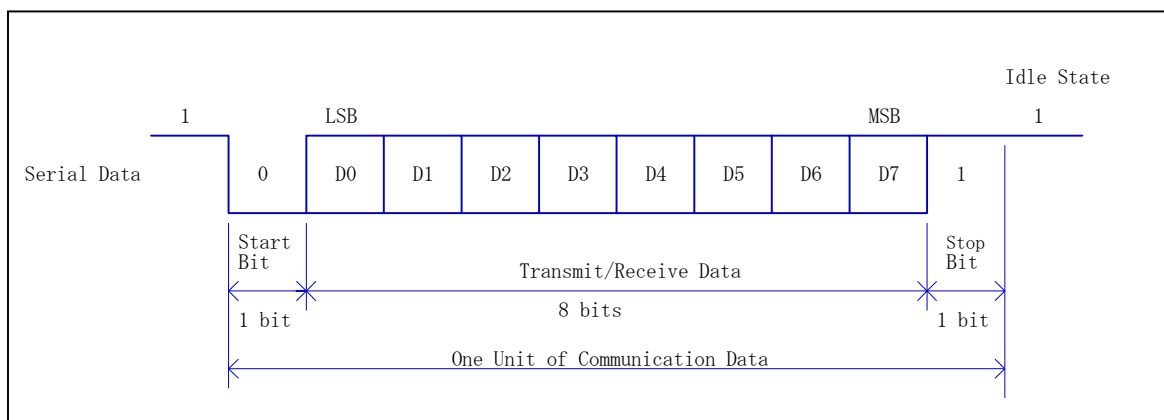 Idle State
1 LSB MSB 1
Serial Data 0 D0 D1 D2 D3 D4 D5 D6 D7 1
Start Bit
Transmit/Receive Data
Stop Bit
1 bit 8 bits 1 bit
One Unit of Communication Data